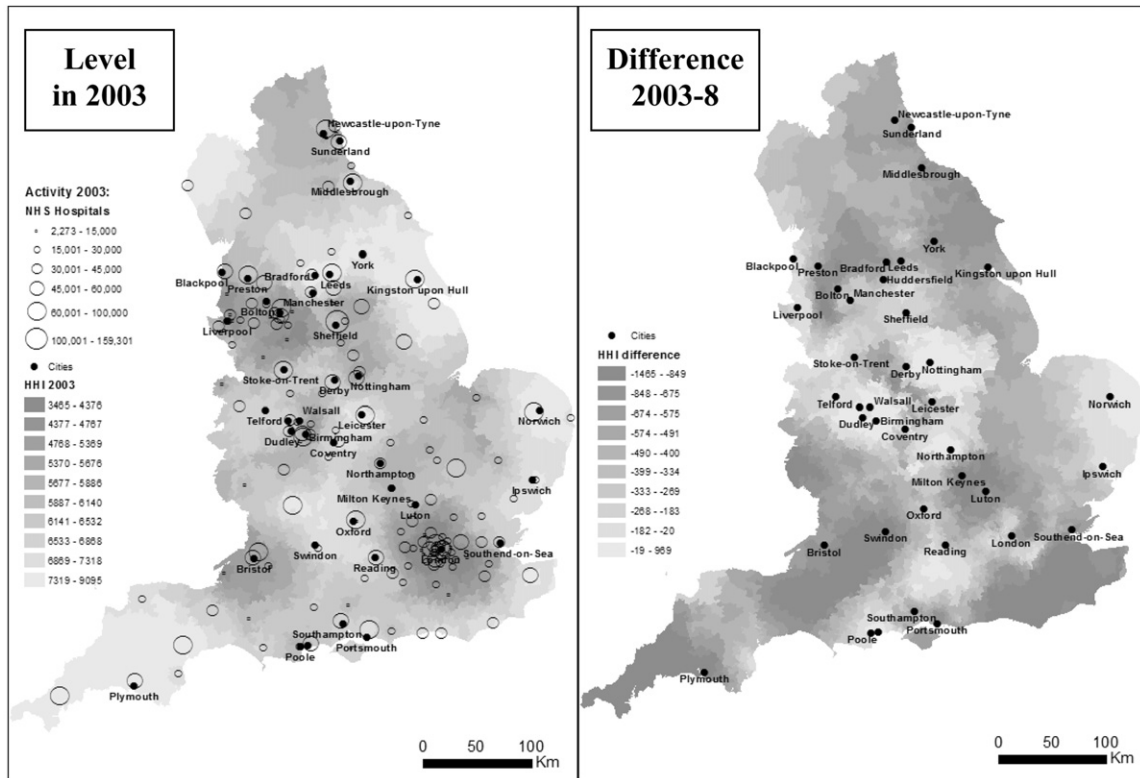 Level
in 2003
Newcastle-upon-Tyne
Sunderland
Middlesbrough
Activity 2003:
NHS Hospitals
2,273 - 15,000
15,001 - 30,000
30,001 - 45,000
45,001 - 60,000
60,001 - 100,000
100,001 - 159,301
Cities
HHI 2003
3465 - 4376
4377 - 4767
4768 - 5369
5370 - 5676
5677 - 5886
5887 - 6140
6141 - 6532
6533 - 6868
6869 - 7318
7319 - 9095
York
Blackpool
Bradford
Leeds
Preston
Kingston upon Hull
Manchester
Bolton
Liverpool
Sheffield
Stoke-on-Trent
Derby
Nottingham
Telford
Walsall
Leicester
Norwich
Dudley
Birmingham
Coventry
Northampton
Ipswich
Milton Keynes
Luton
Oxford
Southend-on-Sea
Swindon
London
Bristol
Reading
Southampton
Portsmouth
Poole
Plymouth
0 50 100
Km
Difference
2003-8
Newcastle-upon-Tyne
Sunderland
Middlesbrough
York
Blackpool
Preston
Bradford
Leeds
Kingston upon Hull
Huddersfield
Bolton
Manchester
Liverpool
Sheffield
Cities
HHI difference
-1465 - -849
-848 - -675
-674 - -575
-574 - -491
-490 - -400
-399 - -334
-333 - -269
-268 - -183
-182 - -20
-19 - 969
Stoke-on-Trent
Derby
Nottingham
Telford
Walsall
Leicester
Norwich
Dudley
Birmingham
Coventry
Northampton
Ipswich
Milton Keynes
Luton
Oxford
Southend-on-Sea
Swindon
London
Bristol
Reading
Southampton
Portsmouth
Poole
Plymouth
0 50 100
Km